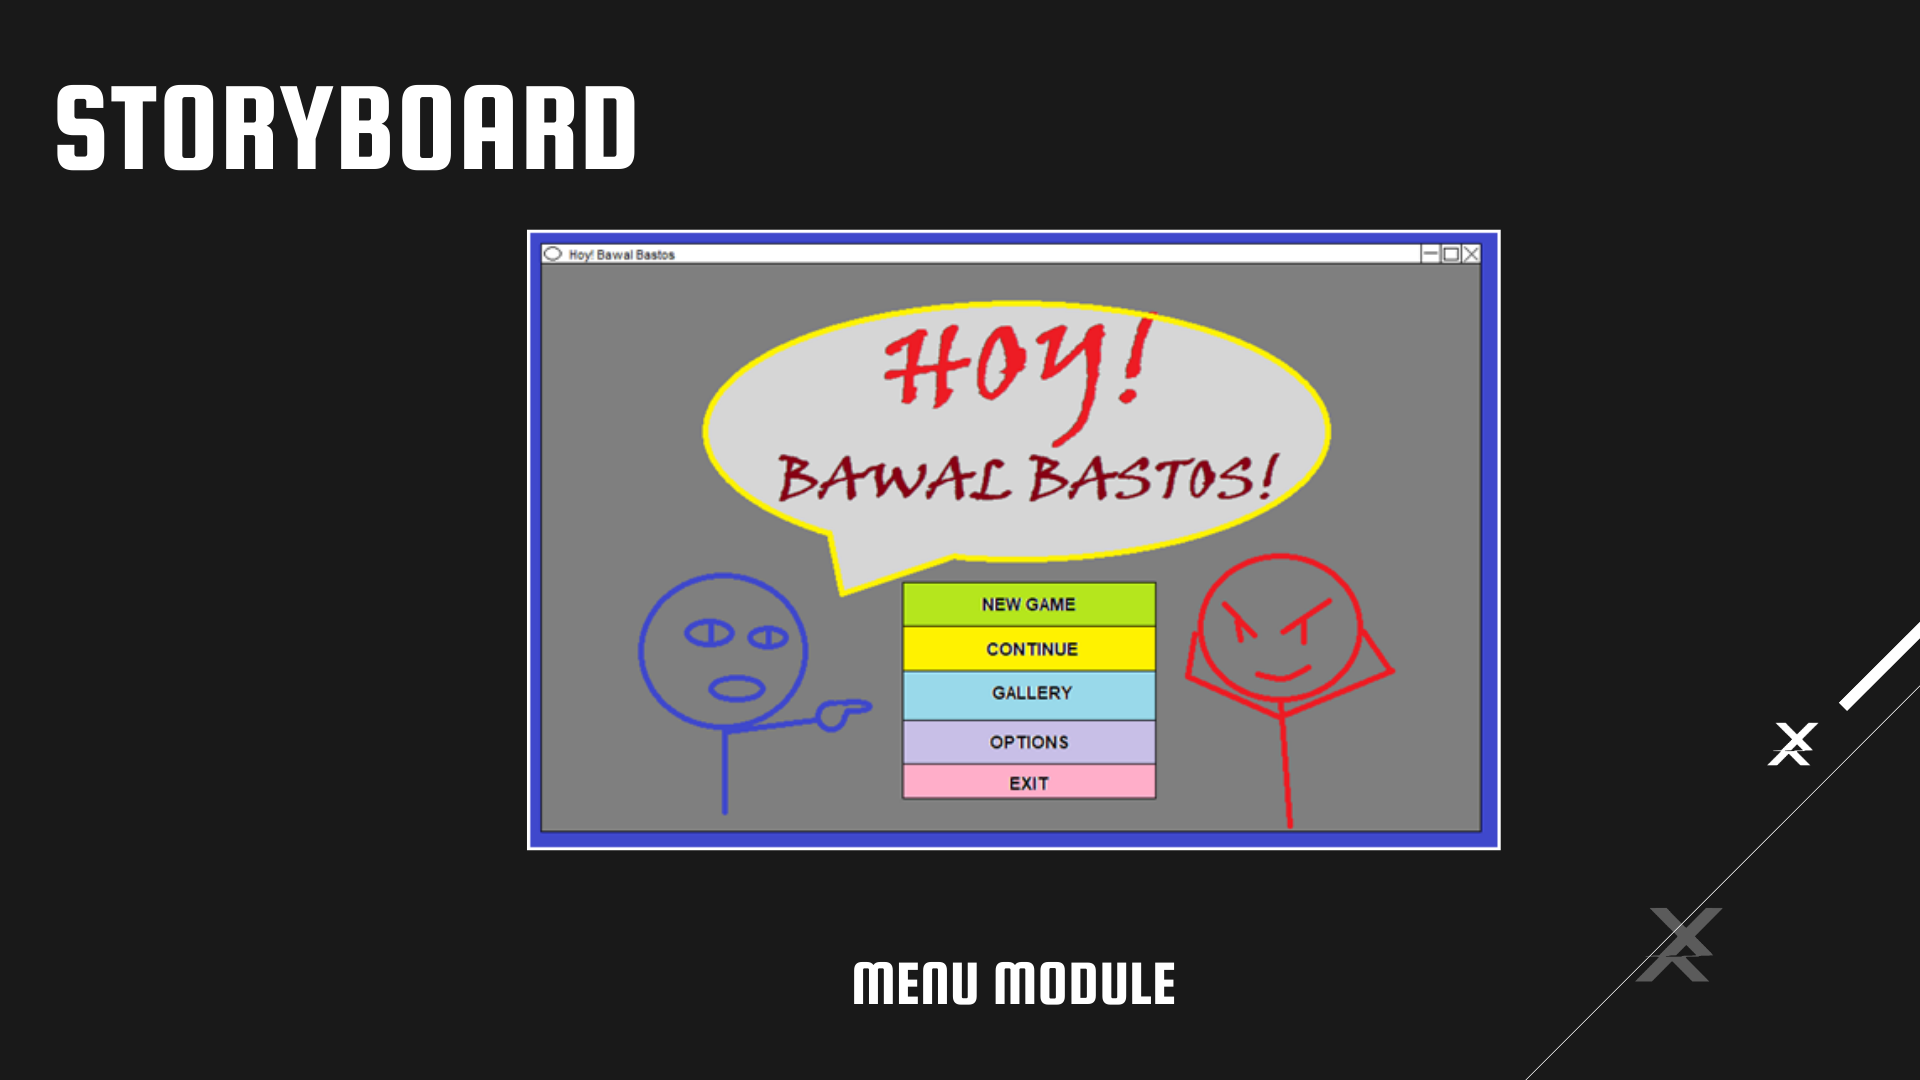 STORYBOARD
Hoy! Bawal Bastos
HOY!
BAWAL BASTOS!
NEW GAME
CONTINUE
GALLERY
OPTIONS
EXIT
MENU MODULE